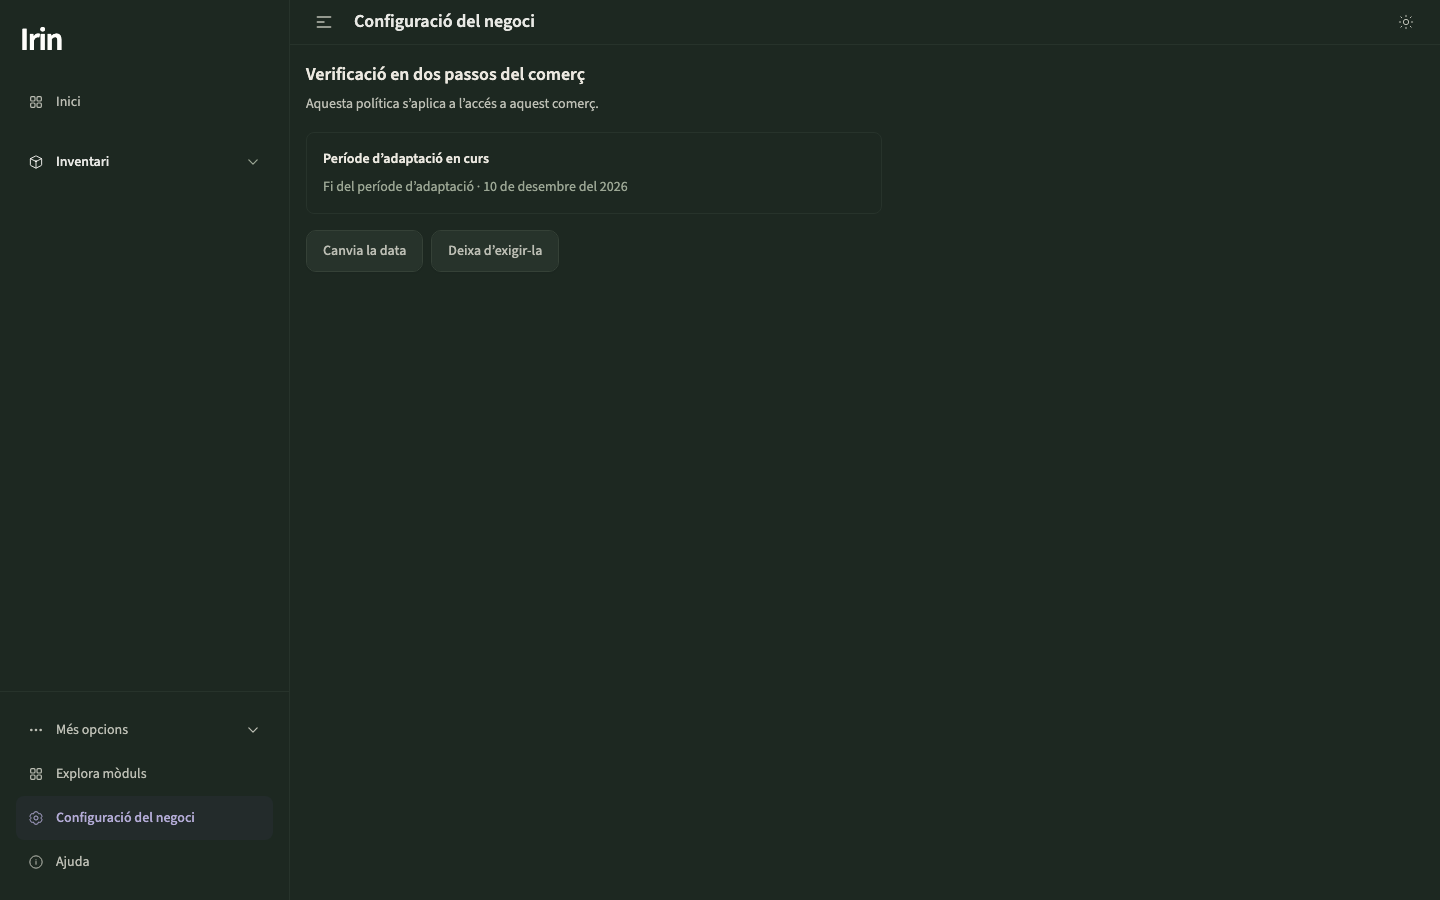 Irin
Inici
Inventari
Més opcions
Explora mòduls
Configuració del negoci
Ajuda
Configuració del negoci
Verificació en dos passos del comerç
Aquesta política s’aplica a l’accés a aquest comerç.
Període d’adaptació en curs
Fi del període d’adaptació · 10 de desembre del 2026
Canvia la data
Deixa d’exigir-la